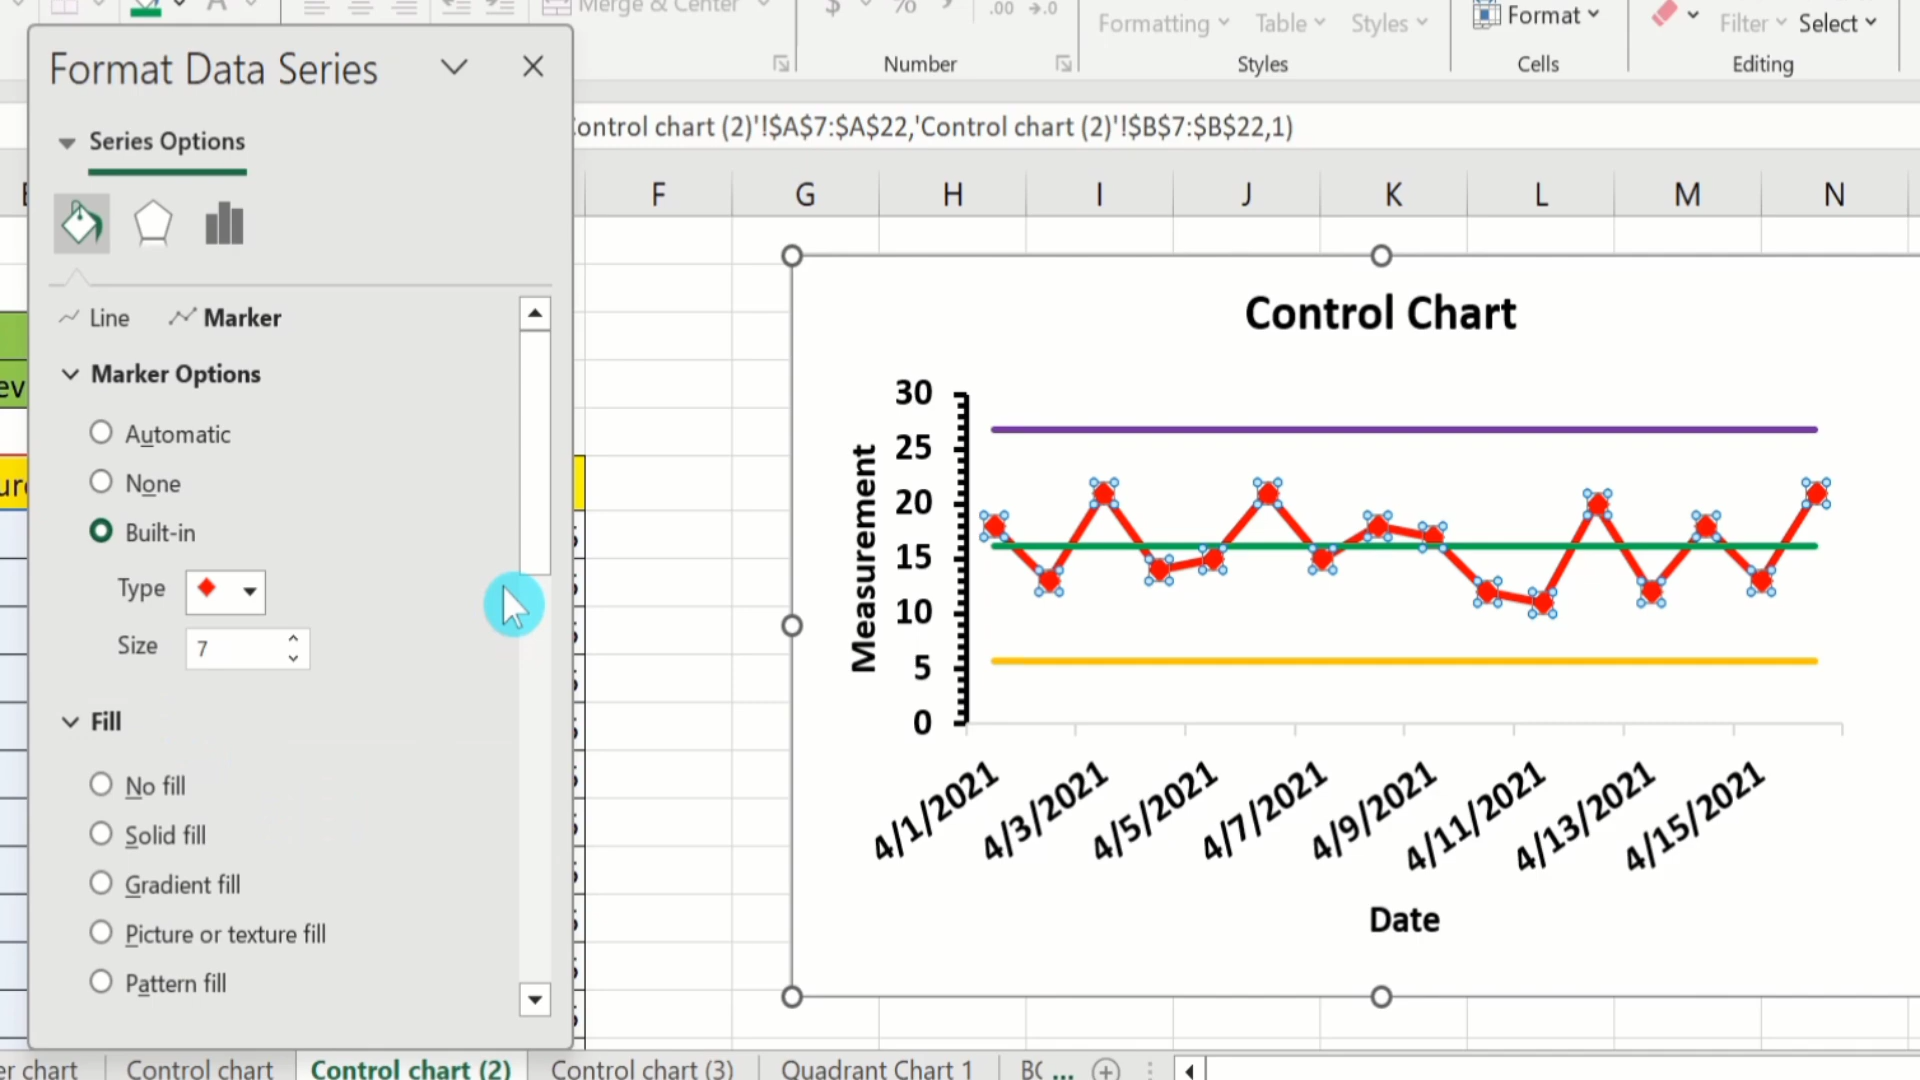 Merge & Center
$
%
.00
.0
Formatting
Table
Styles
Format
Filter
Select
Number
Styles
Cells
Editing
Format Data Series
Control chart (2)'!$A$7:$A$22,'Control chart (2)'!$B$7:$B$22,1)
Series Options
F G H I J K L M N
Line
Marker
Marker Options
Automatic
None
Built-in
Type
Size
7
Fill
No fill
Solid fill
Gradient fill
Picture or texture fill
Pattern fill
Control Chart
30
25
20
15
10
5
0
Measurement
4/1/2021
4/3/2021
4/5/2021
4/7/2021
4/9/2021
4/11/2021
4/13/2021
4/15/2021
Date
chart
Control chart
Control chart (2)
Control chart (3)
Quadrant Chart 1
...